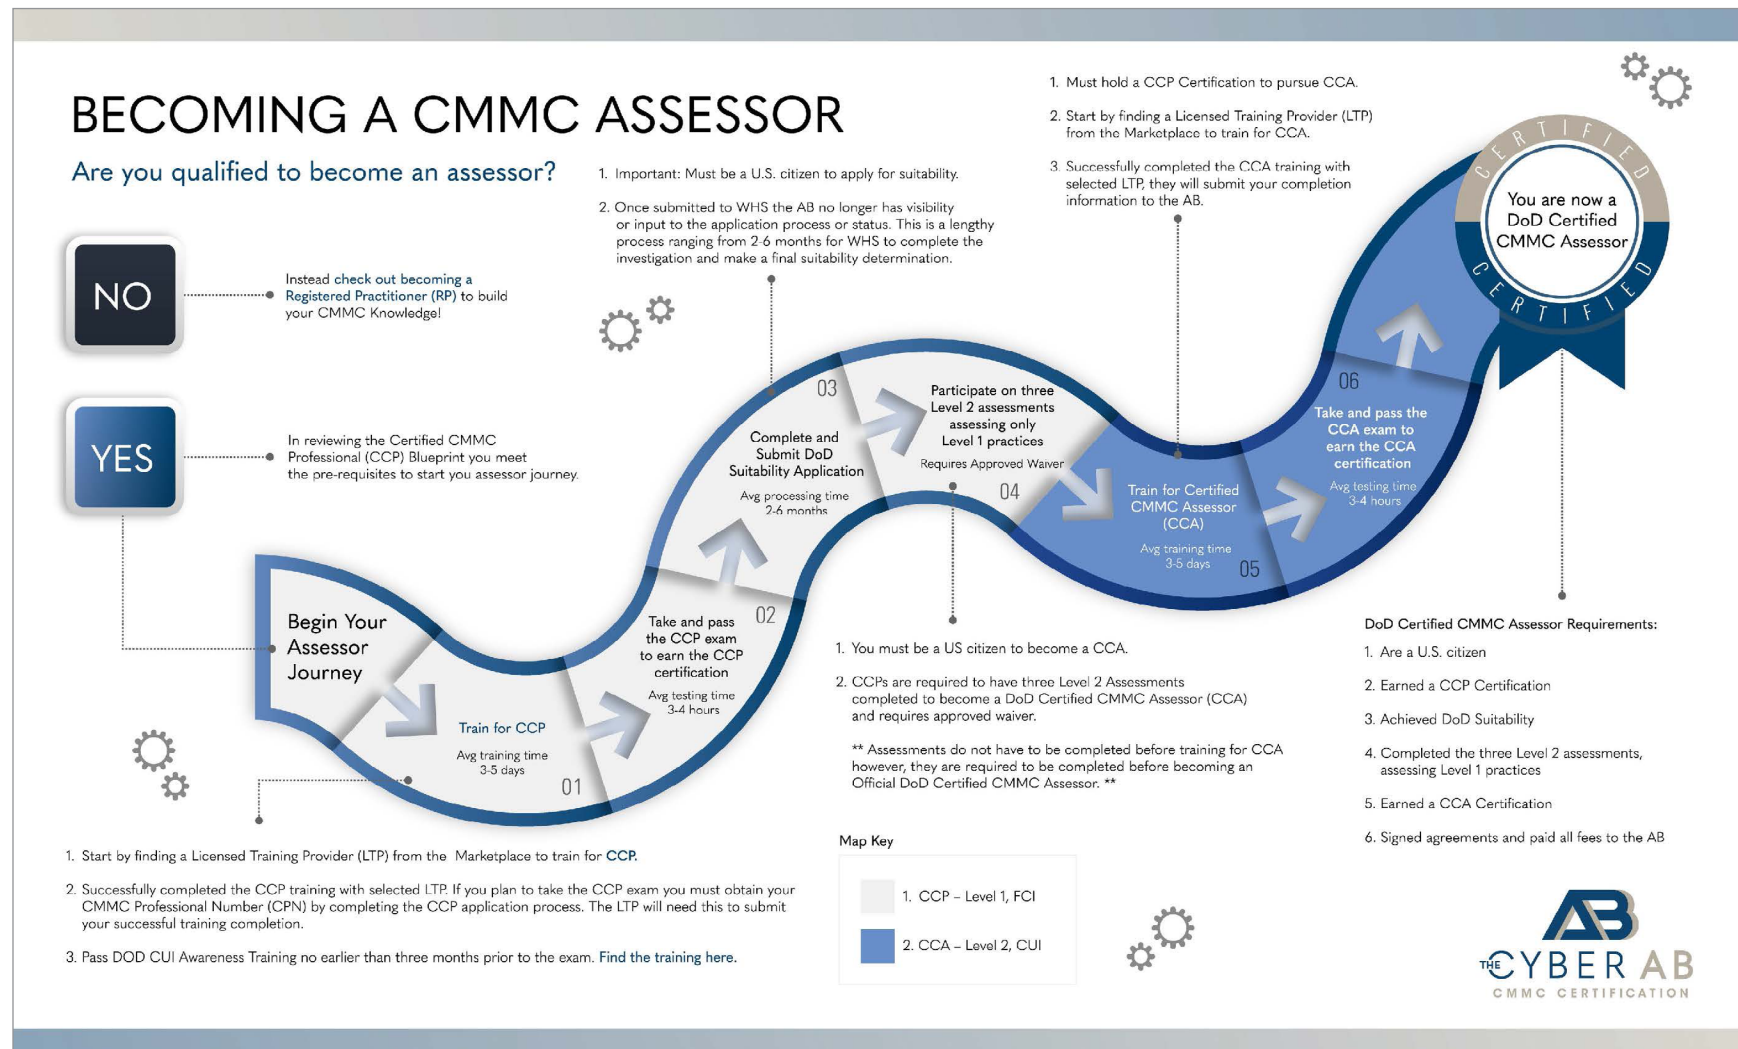 BECOMING A CMMC ASSESSOR
Are you qualified to become an assessor?
NO
Instead check out becoming a
Registered Practitioner (RP) to build
your CMMC Knowledge!
YES
In reviewing the Certified CMMC
Professional (CCP) Blueprint you meet
the pre-requisites to start you assessor journey.
Begin Your
Assessor
Journey
Train for CCP
Avg training time
3-5 days
01
1. Start by finding a Licensed Training Provider (LTP) from the Marketplace to train for CCP.
2. Successfully completed the CCP training with selected LTP. If you plan to take the CCP exam you must obtain your
CMMC Professional Number (CPN) by completing the CCP application process. The LTP will need this to submit
your successful training completion.
3. Pass DOD CUI Awareness Training no earlier than three months prior to the exam. Find the training here.
Take and pass
the CCP exam
to earn the CCP
certification
Avg testing time
3-4 hours
02
1. Important: Must be a U.S. citizen to apply for suitability.
2. Once submitted to WHS the AB no longer has visibility
or input to the application process or status. This is a lengthy
process ranging from 2-6 months for WHS to complete the
investigation and make a final suitability determination.
03
Complete and
Submit DoD
Suitability Application
Avg processing time
2-6 months
Participate on three
Level 2 assessments
assessing only
Level 1 practices
Requires Approved Waiver
04
1. You must be a US citizen to become a CCA.
2. CCPs are required to have three Level 2 Assessments
completed to become a DoD Certified CMMC Assessor (CCA)
and requires approved waiver.
** Assessments do not have to be completed before training for CCA
however, they are required to be completed before becoming an
Official DoD Certified CMMC Assessor. **
1. Must hold a CCP Certification to pursue CCA.
2. Start by finding a Licensed Training Provider (LTP)
from the Marketplace to train for CCA.
3. Successfully completed the CCA training with
selected LTP, they will submit your completion
information to the AB.
Train for Certified
CMMC Assessor
(CCA)
Avg training time
3-5 days
05
06
Take and pass the
CCA exam to
earn the CCA
certification
Avg testing time
3-4 hours
CERTIFIED
You are now a
DoD Certified
CMMC Assessor
CERTIFIED
DoD Certified CMMC Assessor Requirements:
1. Are a U.S. citizen
2. Earned a CCP Certification
3. Achieved DoD Suitability
4. Completed the three Level 2 assessments,
assessing Level 1 practices
5. Earned a CCA Certification
6. Signed agreements and paid all fees to the AB
Map Key
1. CCP – Level 1, FCI
2. CCA – Level 2, CUI
AB
THE CYBER AB
CMMC CERTIFICATION